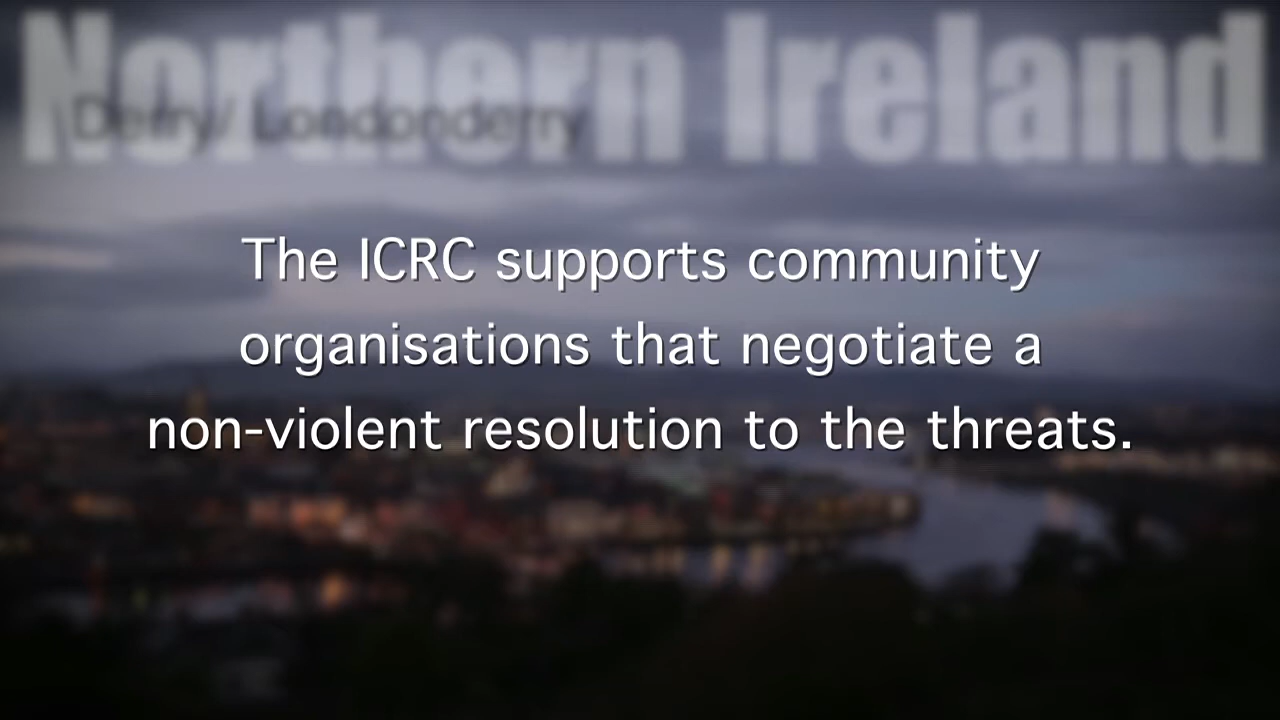 Northern Ireland
Derry/ Londonderry
The ICRC supports community
organisations that negotiate a
non-violent resolution to the threats.